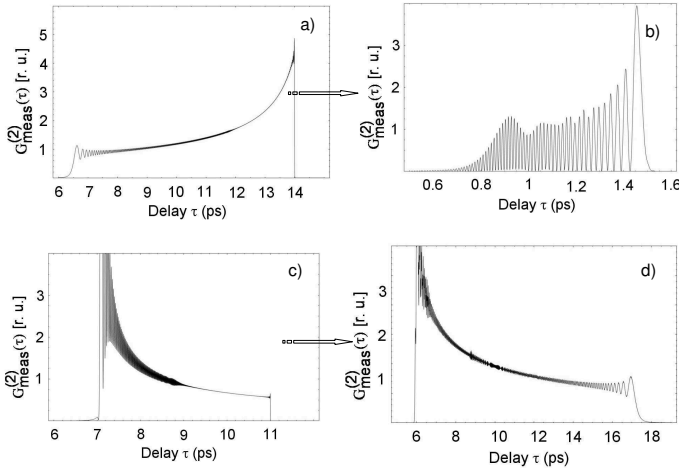 a)
G(2)meas(τ) [r. u.]
5
4
3
2
1
6 7 8 9 10 11 12 13 14 15
Delay τ (ps)
b)
G(2)meas(τ) [r. u.]
3
2
1
0.6 0.8 1 1.2 1.4 1.6
Delay τ (ps)
c)
G(2)meas(τ) [r. u.]
3
2
1
6 7 8 9 10 11 12
Delay τ (ps)
d)
G(2)meas(τ) [r. u.]
3
2
1
6 8 10 12 14 16 18
Delay τ (ps)